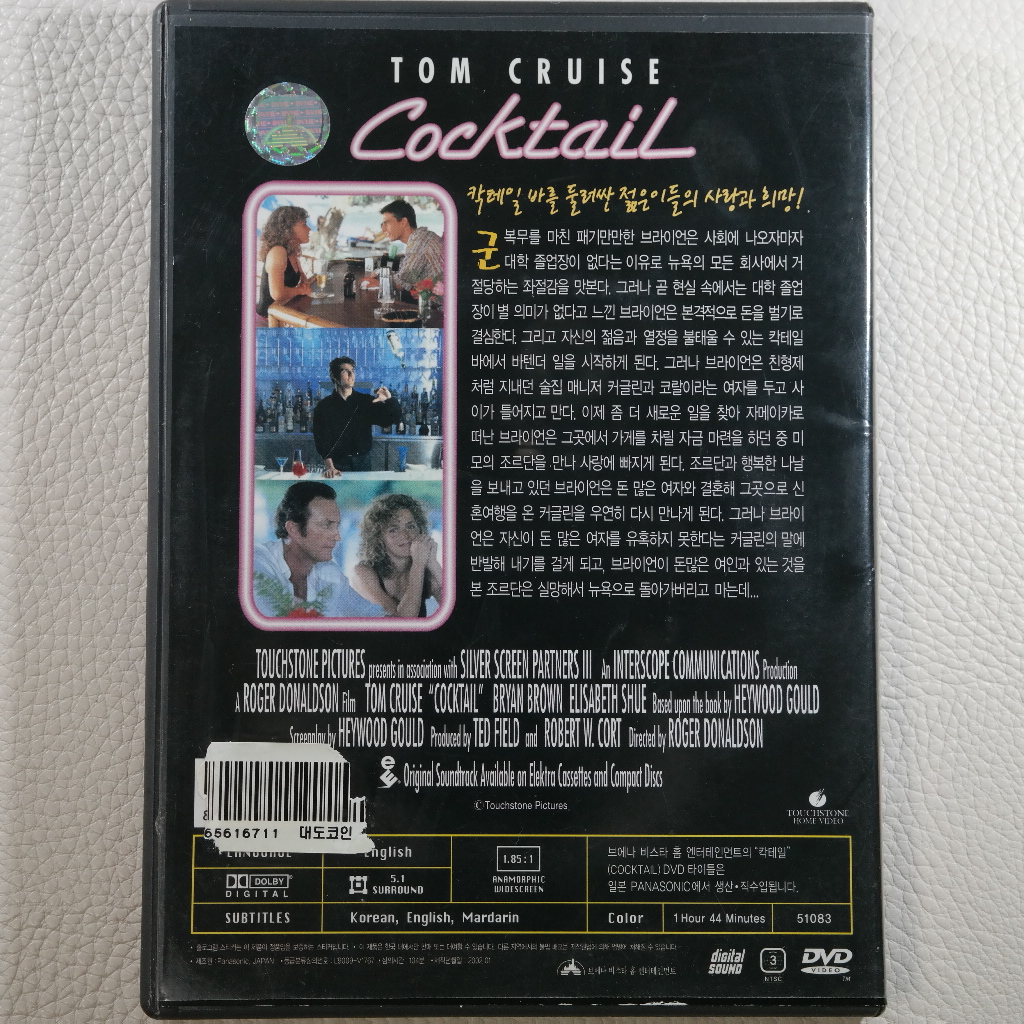 TOM CRUISE
Cocktail
칵테일 바를 둘러싼 젊은이들의 사랑과 희망!
군복무를 마친 패기만만한 브라이언은 사회에 나오자마자
대학 졸업장이 없다는 이유로 뉴욕의 모든 회사에서 거
절당하는 좌절감을 맛본다. 그러나 곧 현실 속에서는 대학 졸업
장이 별 의미가 없다고 느낀 브라이언은 본격적으로 돈을 벌기로
결심한다. 그리고 자신의 젊음과 열정을 불태울 수 있는 칵테일
바에서 바텐더 일을 시작하게 된다. 그러나 브라이언은 친형제
처럼 지내던 술집 매니저 커글린과 코랄이라는 여자를 두고 사
이가 틀어지고 만다. 이제 좀 더 새로운 일을 찾아 자메이카로
떠난 브라이언은 그곳에서 가게를 차릴 자금 마련을 하던 중 미
모의 조르단을 만나 사랑에 빠지게 된다. 조르단과 행복한 나날
을 보내고 있던 브라이언은 돈 많은 여자와 결혼해 그곳으로 신
혼여행을 온 커글린을 우연히 다시 만나게 된다. 그러나 브라이
언은 자신이 돈 많은 여자를 유혹하지 못한다는 커글린의 말에
반발해 내기를 걸게 되고, 브라이언이 돈많은 여인과 있는 것을
본 조르단은 실망해서 뉴욕으로 돌아가버리고 마는데...
TOUCHSTONE PICTURES presents in association with SILVER SCREEN PARTNERS III An INTERSCOPE COMMUNICATIONS Production
A ROGER DONALDSON Film TOM CRUISE "COCKTAIL" BRYAN BROWN ELISABETH SHUE Based upon the book by HEYWOOD GOULD
Screenplay by HEYWOOD GOULD Produced by TED FIELD and ROBERT W. CORT Directed by ROGER DONALDSON
Original Soundtrack Available on Elektra Cassettes and Compact Discs
©Touchstone Pictures.
TOUCHSTONE
HOME VIDEO
8
65616711 대도코인
LANGUAGE English
1.85:1
ANAMORPHIC
WIDESCREEN
브에나 비스타 홈 엔터테인먼트의 "칵테일"
(COCKTAIL) DVD 타이틀은
일본 PANASONIC에서 생산·직수입됩니다.
DOLBY
DIGITAL
5.1
SURROUND
SUBTITLES Korean, English, Mardarin Color 1 Hour 44 Minutes 51083
• 제조원 : Panasonic, JAPAN
브에나 비스타 홈 엔터테인먼트
digital
SOUND
3
NTSC
DVD
VIDEO
TM